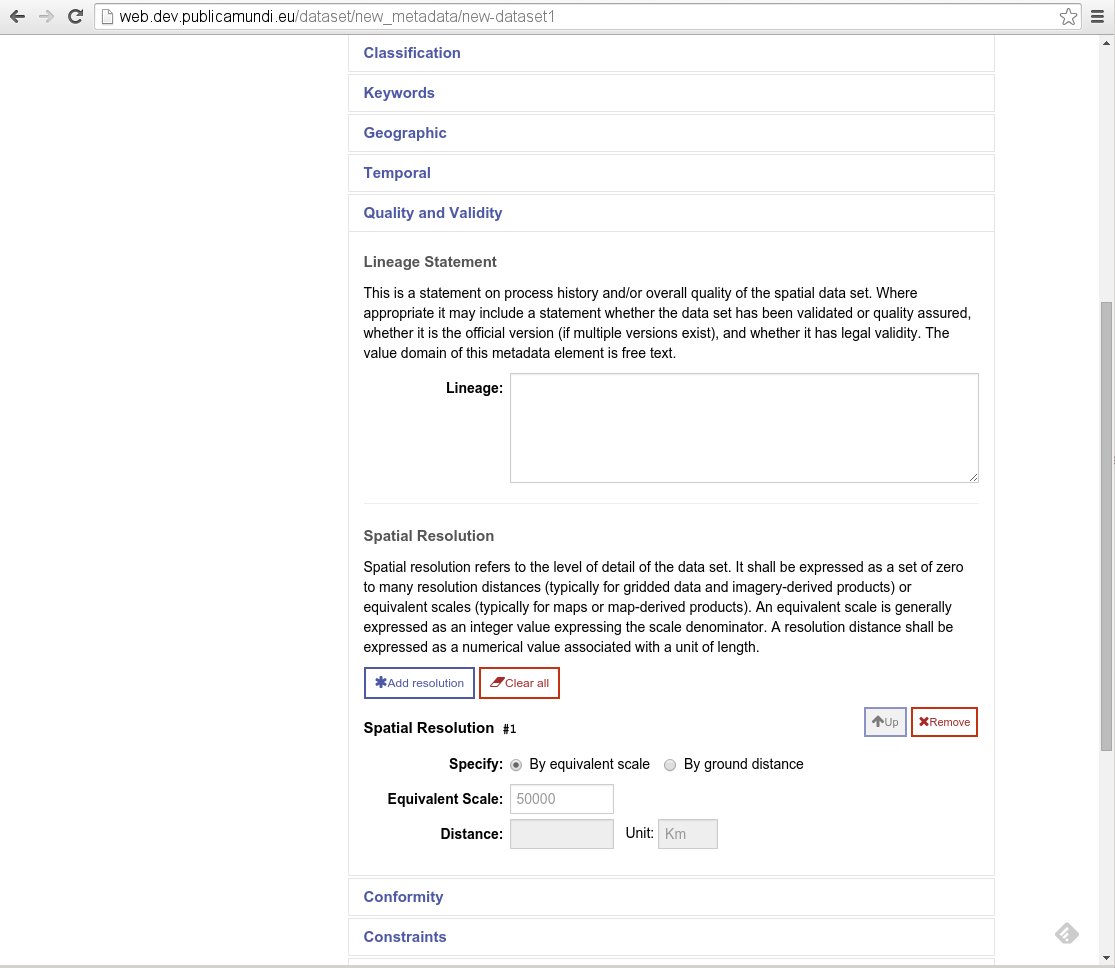 web.dev.publicamundi.eu/dataset/new_metadata/new-dataset1
Classification
Keywords
Geographic
Temporal
Quality and Validity
Lineage Statement
This is a statement on process history and/or overall quality of the spatial data set. Where
appropriate it may include a statement whether the data set has been validated or quality assured,
whether it is the official version (if multiple versions exist), and whether it has legal validity. The
value domain of this metadata element is free text.
Lineage:
Spatial Resolution
Spatial resolution refers to the level of detail of the data set. It shall be expressed as a set of zero
to many resolution distances (typically for gridded data and imagery-derived products) or
equivalent scales (typically for maps or map-derived products). An equivalent scale is generally
expressed as an integer value expressing the scale denominator. A resolution distance shall be
expressed as a numerical value associated with a unit of length.
Add resolution Clear all
Spatial Resolution #1 Up Remove
Specify: By equivalent scale By ground distance
Equivalent Scale: 50000
Distance: Unit: Km
Conformity
Constraints